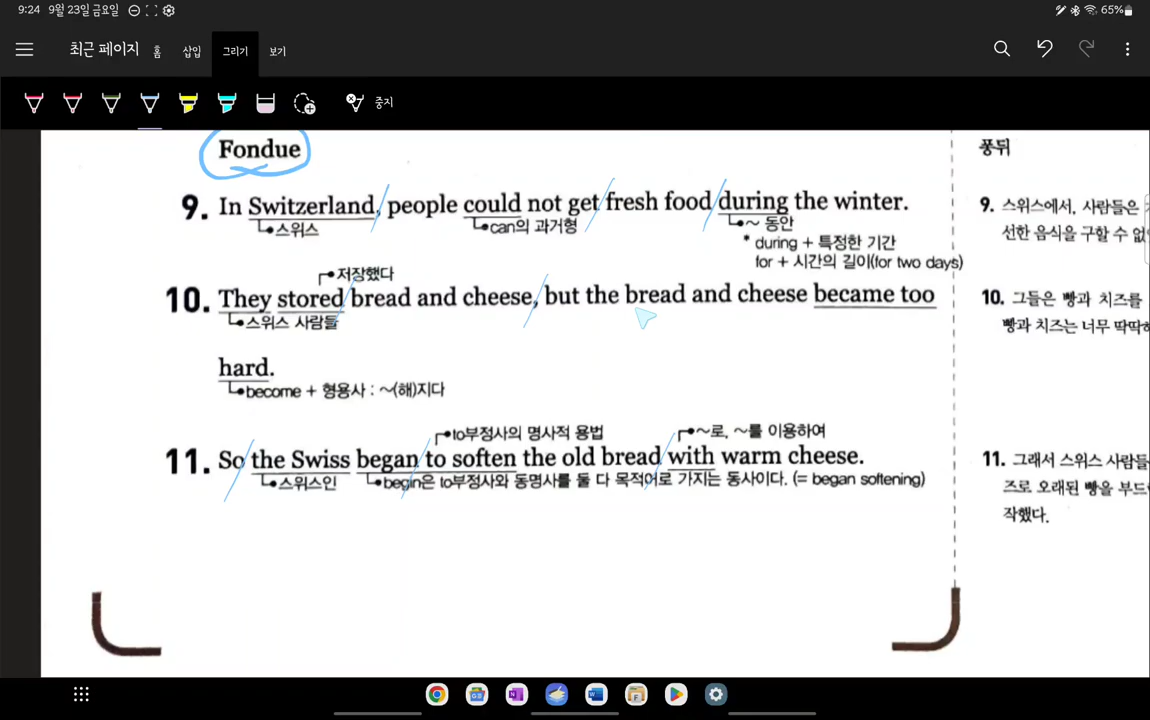 9:24 9월 23일 금요일
65%
최근 페이지 홈 삽입 그리기 보기
중지
Fondue
퐁뒤
9. In Switzerland, people could not get fresh food during the winter.
스위스
can의 과거형
~ 동안
* during + 특정한 기간
for + 시간의 길이(for two days)
9. 스위스에서, 사람들은
선한 음식을 구할 수 없
저장했다
10. They stored bread and cheese, but the bread and cheese became too
스위스 사람들
hard.
become + 형용사 : ~(해)지다
10. 그들은 빵과 치즈를
빵과 치즈는 너무 딱딱하
to부정사의 명사적 용법
~로, ~를 이용하여
11. So the Swiss began to soften the old bread with warm cheese.
스위스인
begin은 to부정사와 동명사를 둘 다 목적어로 가지는 동사이다. (= began softening)
11. 그래서 스위스 사람들
즈로 오래된 빵을 부드
작했다.